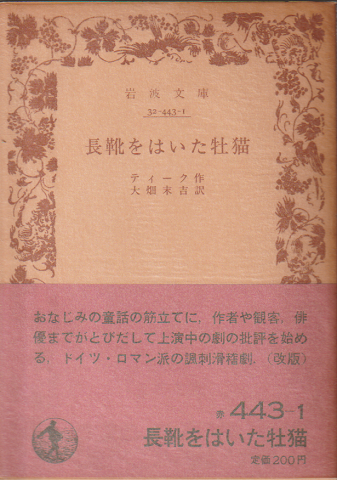 岩波文庫
32-443-1
長靴をはいた牡猫
ティーク作
大畑末吉訳
おなじみの童話の筋立てに，作者や観客，俳
優までがとびだして上演中の劇の批評を始め
る，ドイツ・ロマン派の諷刺滑稽劇．（改版）
赤 443-1
長靴をはいた牡猫
定価200円